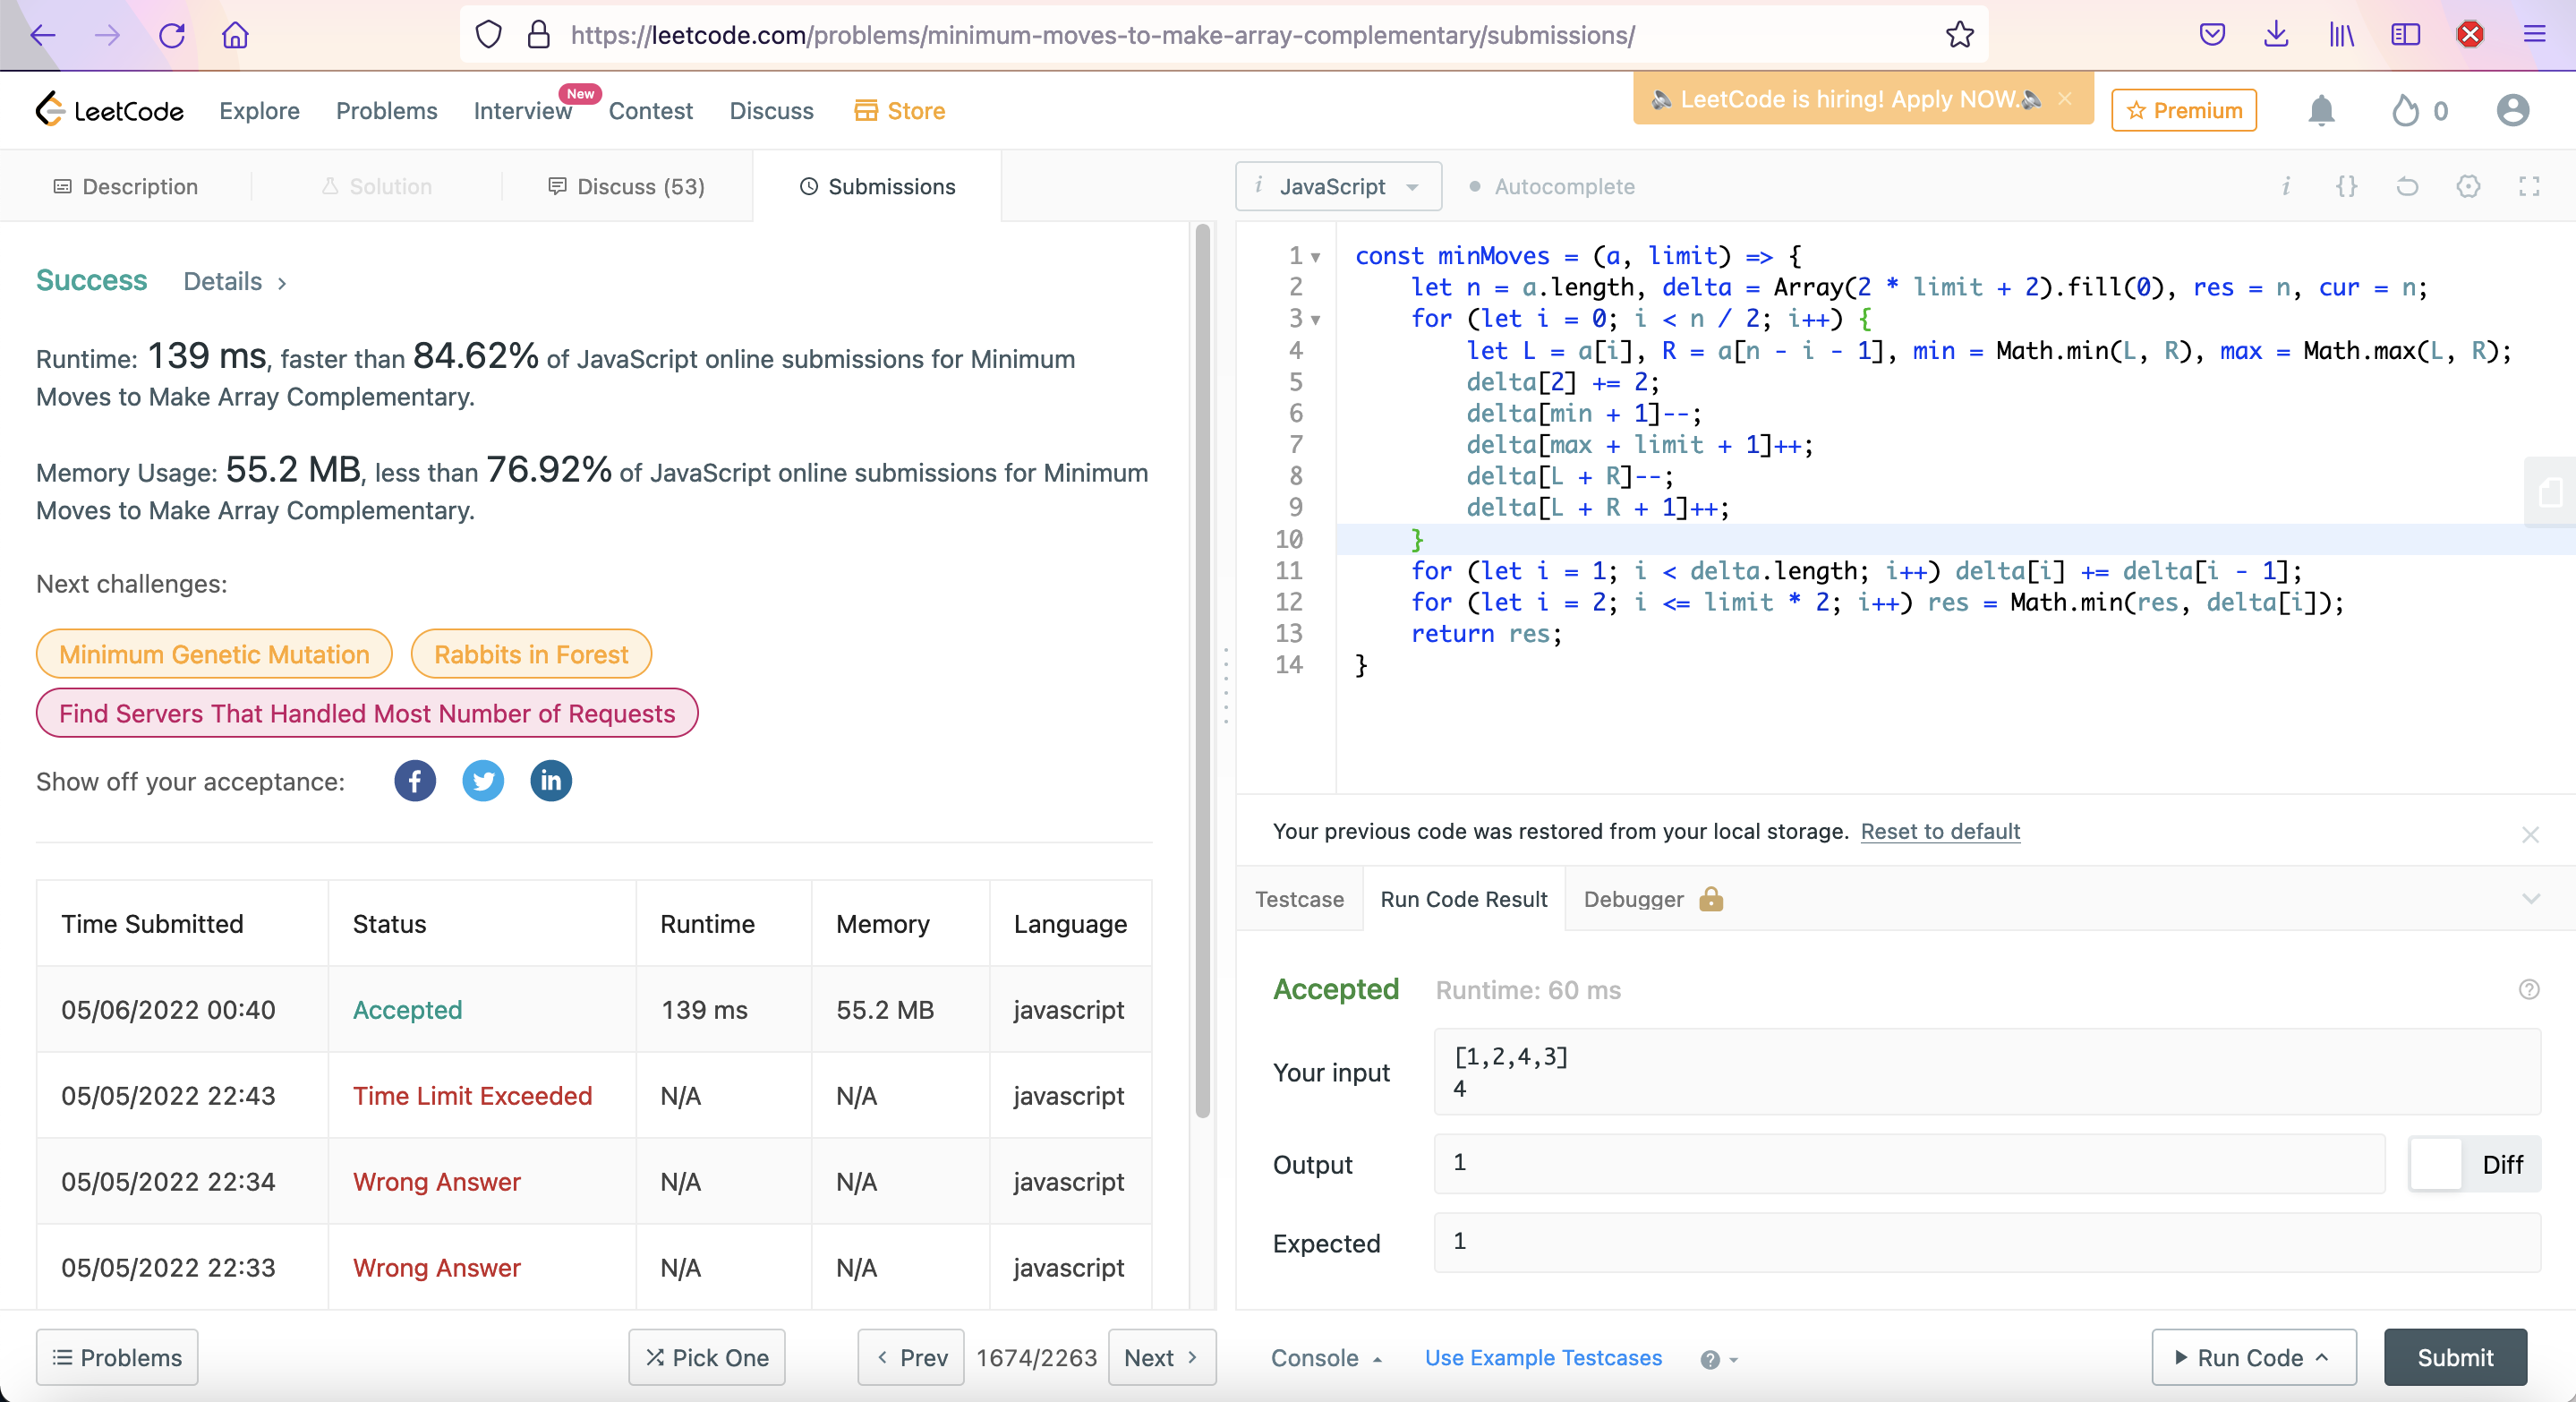 https://leetcode.com/problems/minimum-moves-to-make-array-complementary/submissions/
LeetCode Explore Problems Interview New Contest Discuss Store
LeetCode is hiring! Apply NOW. Premium 0
Description Solution Discuss (53) Submissions
i JavaScript Autocomplete i {}
Success Details >
Runtime: 139 ms, faster than 84.62% of JavaScript online submissions for Minimum
Moves to Make Array Complementary.
Memory Usage: 55.2 MB, less than 76.92% of JavaScript online submissions for Minimum
Moves to Make Array Complementary.
Next challenges:
Minimum Genetic Mutation Rabbits in Forest
Find Servers That Handled Most Number of Requests
Show off your acceptance: f in
Time Submitted Status Runtime Memory Language
05/06/2022 00:40 Accepted 139 ms 55.2 MB javascript
05/05/2022 22:43 Time Limit Exceeded N/A N/A javascript
05/05/2022 22:34 Wrong Answer N/A N/A javascript
05/05/2022 22:33 Wrong Answer N/A N/A javascript
Problems Pick One < Prev 1674/2263 Next >
1 const minMoves = (a, limit) => {
2 let n = a.length, delta = Array(2 * limit + 2).fill(0), res = n, cur = n;
3 for (let i = 0; i < n / 2; i++) {
4 let L = a[i], R = a[n - i - 1], min = Math.min(L, R), max = Math.max(L, R);
5 delta[2] += 2;
6 delta[min + 1]--;
7 delta[max + limit + 1]++;
8 delta[L + R]--;
9 delta[L + R + 1]++;
10 }
11 for (let i = 1; i < delta.length; i++) delta[i] += delta[i - 1];
12 for (let i = 2; i <= limit * 2; i++) res = Math.min(res, delta[i]);
13 return res;
14 }
Your previous code was restored from your local storage. Reset to default
Testcase Run Code Result Debugger
Accepted Runtime: 60 ms
Your input
[1,2,4,3]
4
Output 1 Diff
Expected 1
Console Use Example Testcases Run Code Submit